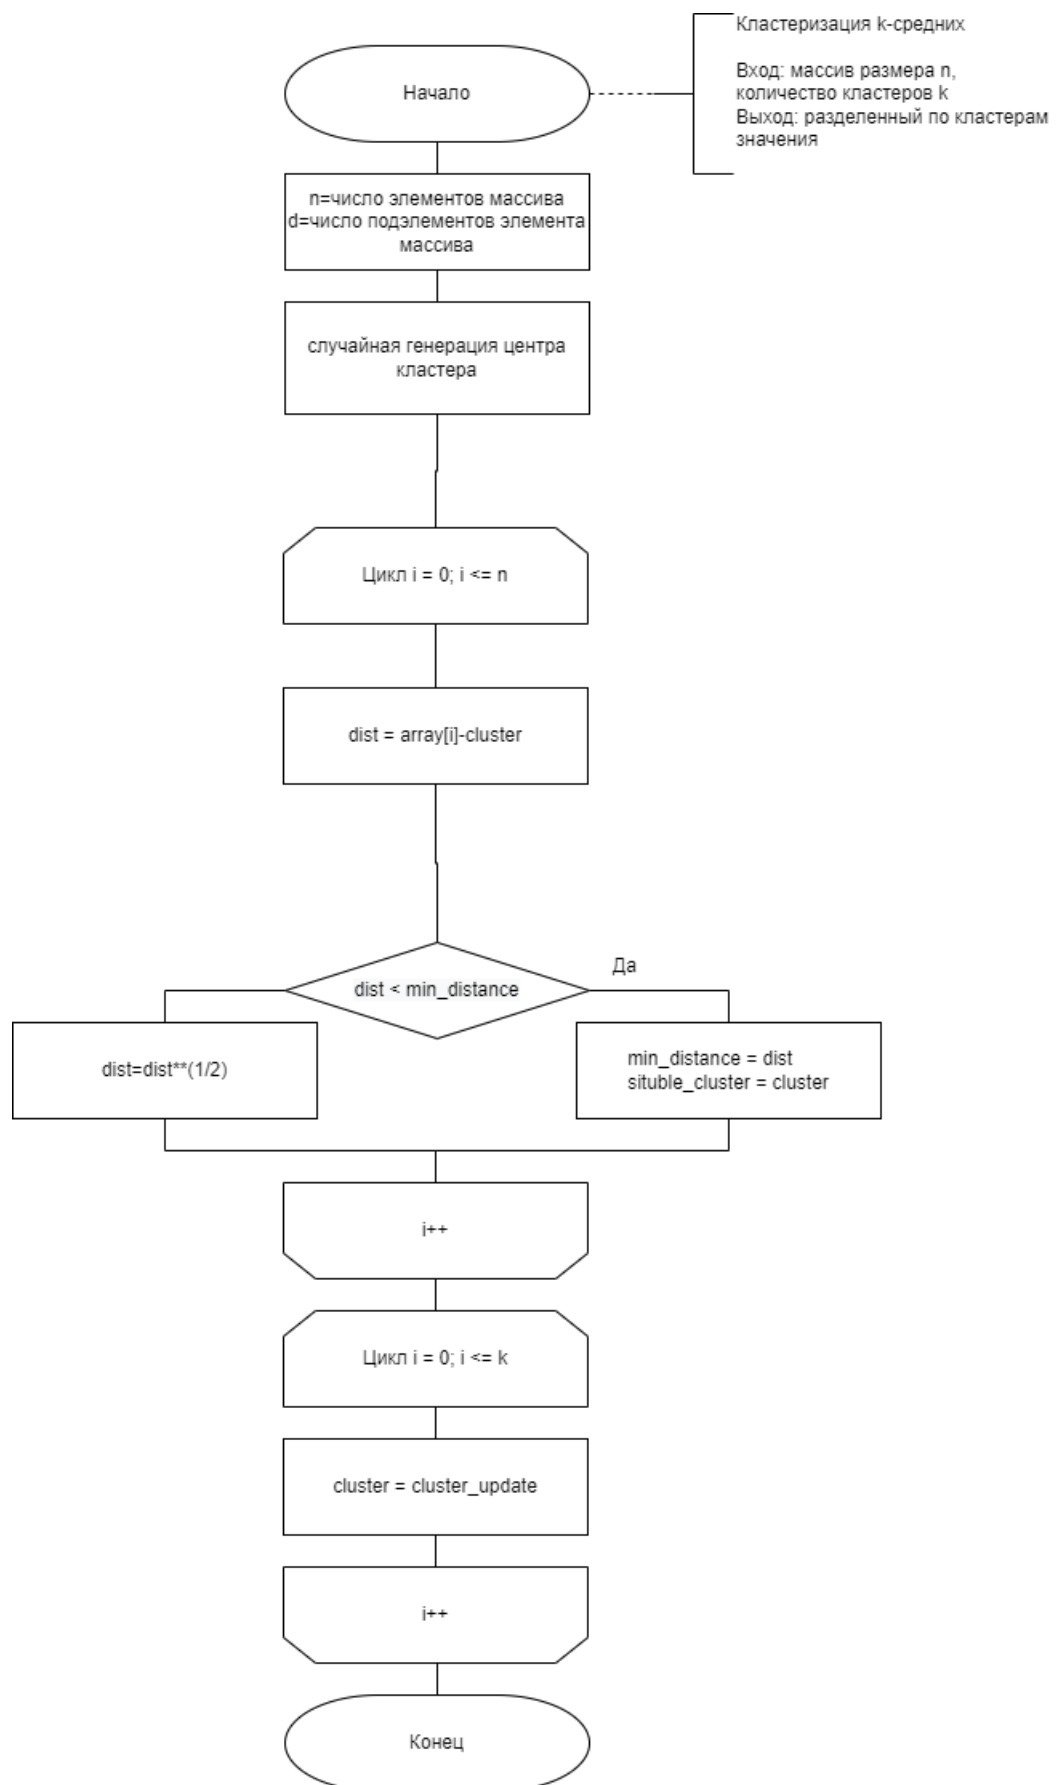 Кластеризация k-средних
Вход: массив размера n,
количество кластеров k
Выход: разделенный по кластерам
значения
Начало
n=число элементов массива
d=число подэлементов элемента
массива
случайная генерация центра
кластера
Цикл i = 0; i <= n
dist = array[i]-cluster
dist < min_distance
Да
dist=dist**(1/2)
min_distance = dist
situble_cluster = cluster
i++
Цикл i = 0; i <= k
cluster = cluster_update
i++
Конец